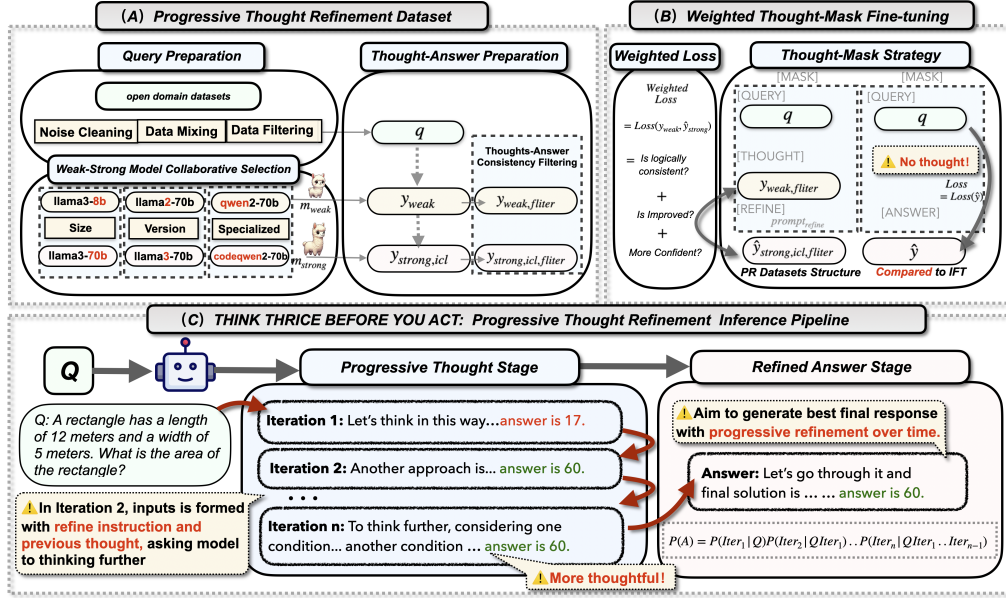 (A) Progressive Thought Refinement Dataset
Query Preparation
open domain datasets
Noise Cleaning
Data Mixing
Data Filtering
Weak-Strong Model Collaborative Selection
llama3-8b
llama2-70b
qwen2-70b
Size
Version
Specialized
llama3-70b
llama3-70b
codeqwen2-70b
m_weak
m_strong
Thought-Answer Preparation
q
Thoughts-Answer
Consistency Filtering
y_weak
y_weak,fliter
y_strong,icl
y_strong,icl,fliter
(B) Weighted Thought-Mask Fine-tuning
Weighted Loss
Weighted
Loss
= Loss(y_weak, ŷ_strong)
= Is logically
consistent?
+
Is Improved?
+
More Confident?
Thought-Mask Strategy
[MASK]
[QUERY]
q
[THOUGHT]
y_weak,fliter
[REFINE]
prompt_refine
ŷ_strong,icl,fliter
PR Datasets Structure
[MASK]
[QUERY]
q
⚠️ No thought!
Loss
= Loss(ŷ)
[ANSWER]
ŷ
Compared to IFT
(C) THINK THRICE BEFORE YOU ACT: Progressive Thought Refinement Inference Pipeline
Q
Progressive Thought Stage
Refined Answer Stage
Q: A rectangle has a length
of 12 meters and a width of
5 meters. What is the area
of the rectangle?
⚠️In Iteration 2, inputs is formed
with refine instruction and
previous thought, asking model
to thinking further
Iteration 1: Let's think in this way...answer is 17.
Iteration 2: Another approach is... answer is 60.
...
Iteration n: To think further, considering one
condition... another condition ... answer is 60.
⚠️More thoughtful!
⚠️Aim to generate best final response
with progressive refinement over time.
Answer: Let's go through it and
final solution is ... ... answer is 60.
P(A) = P(Iter₁|Q)P(Iter₂|QIter₁)..P(Iterₙ|QIter₁..Iterₙ₋₁)